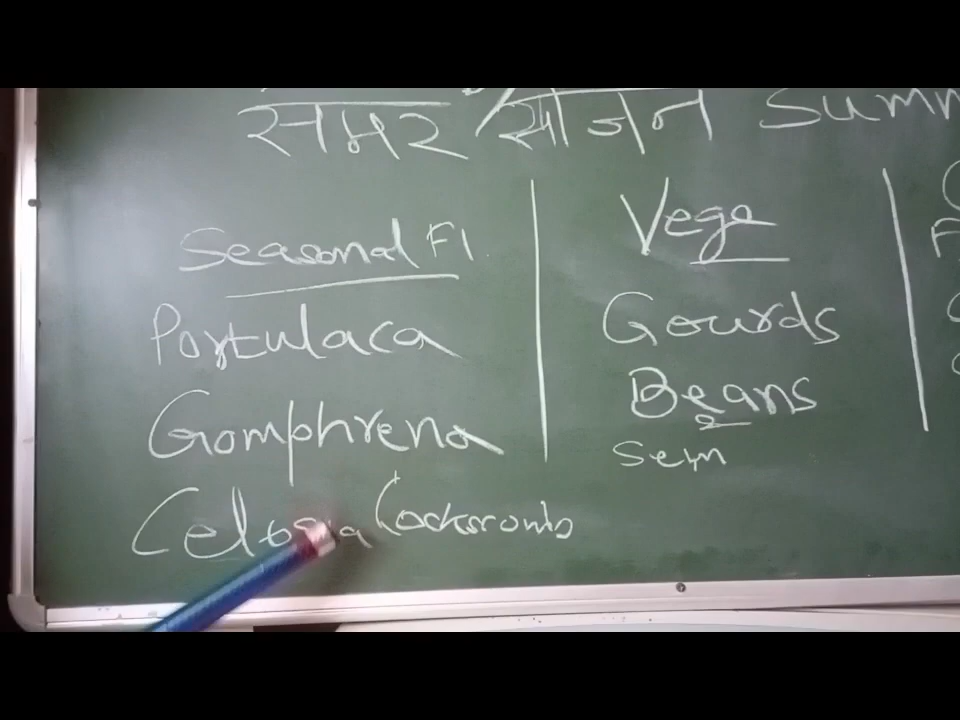 समर सीजन Summ
Seasonal Fl.
Portulaca
Gomphrena
Celosia Cockscomb
Vege
Gourds
Beans
Sem